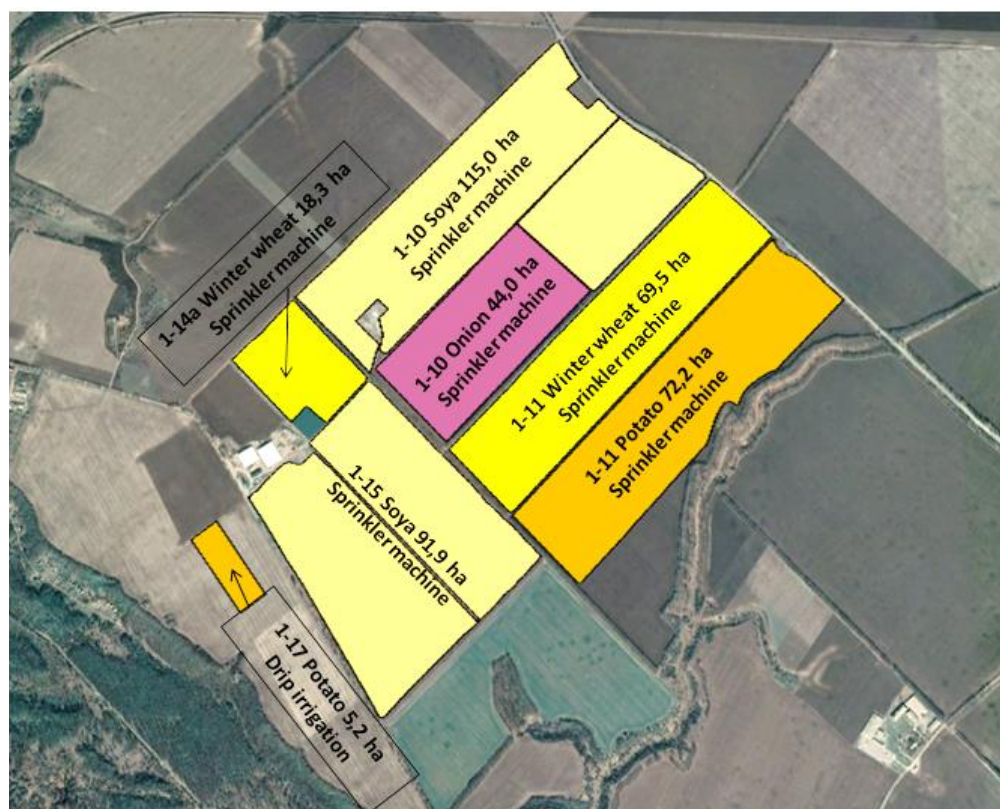 1-14a Winter wheat 18,3 ha
Sprinkler machine
1-10 Soya 115,0 ha
Sprinkler machine
1-10 Onion 44,0 ha
Sprinkler machine
1-11 Winter wheat 69,5 ha
Sprinkler machine
1-11 Potato 72,2 ha
Sprinkler machine
1-15 Soya 91,9 ha
Sprinkler machine
1-17 Potato 5,2 ha
Drip irrigation